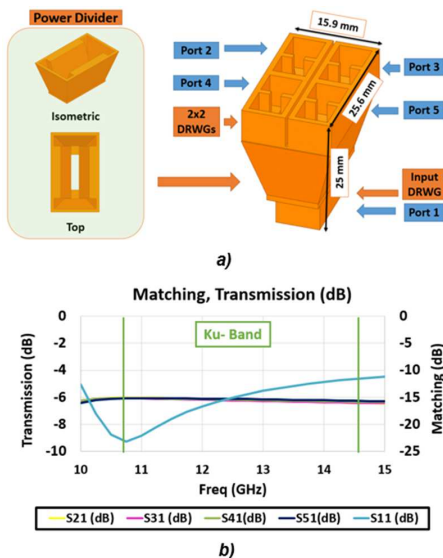 Power Divider
Isometric
Top
Port 2
Port 4
2x2
DRWGs
15.9 mm
25.6 mm
25 mm
Port 3
Port 5
Input
DRWG
Port 1
a)
Matching, Transmission (dB)
Ku- Band
Transmission (dB)
0
-2
-4
-6
-8
-10
Matching (dB)
0
-5
-10
-15
-20
-25
10 11 12 13 14 15
Freq (GHz)
S21 (dB) S31 (dB) S41 (dB) S51(dB) S11 (dB)
b)